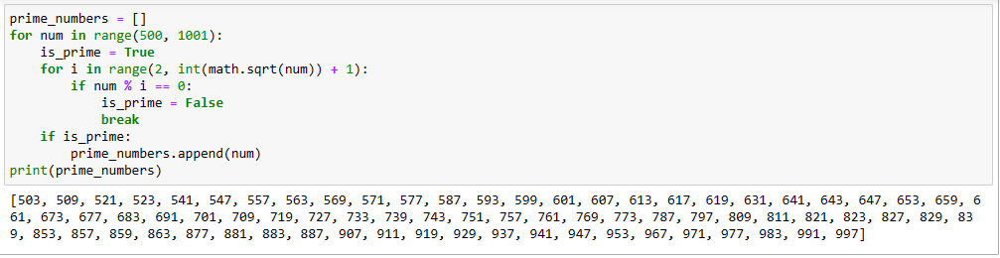 prime_numbers = []
for num in range(500, 1001):
    is_prime = True
    for i in range(2, int(math.sqrt(num)) + 1):
        if num % i == 0:
            is_prime = False
            break
    if is_prime:
        prime_numbers.append(num)
print(prime_numbers)
[503, 509, 521, 523, 541, 547, 557, 563, 569, 571, 577, 587, 593, 599, 601, 607, 613, 617, 619, 631, 641, 643, 647, 653, 659, 6
61, 673, 677, 683, 691, 701, 709, 719, 727, 733, 739, 743, 751, 757, 761, 769, 773, 787, 797, 809, 811, 821, 823, 827, 829, 83
9, 853, 857, 859, 863, 877, 881, 883, 887, 907, 911, 919, 929, 937, 941, 947, 953, 967, 971, 977, 983, 991, 997]